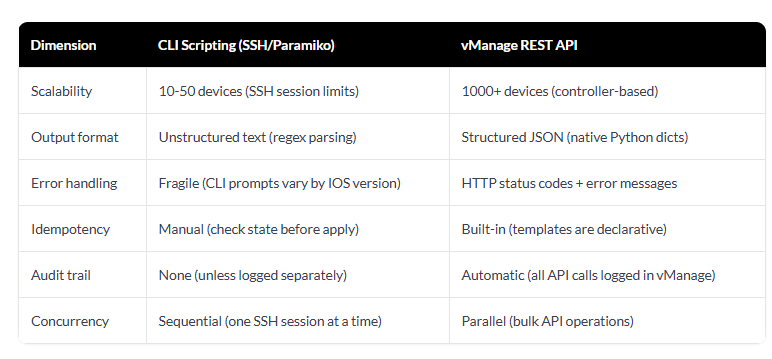 Dimension CLI Scripting (SSH/Paramiko) vManage REST API
Scalability 10-50 devices (SSH session limits) 1000+ devices (controller-based)
Output format Unstructured text (regex parsing) Structured JSON (native Python dicts)
Error handling Fragile (CLI prompts vary by IOS version) HTTP status codes + error messages
Idempotency Manual (check state before apply) Built-in (templates are declarative)
Audit trail None (unless logged separately) Automatic (all API calls logged in vManage)
Concurrency Sequential (one SSH session at a time) Parallel (bulk API operations)